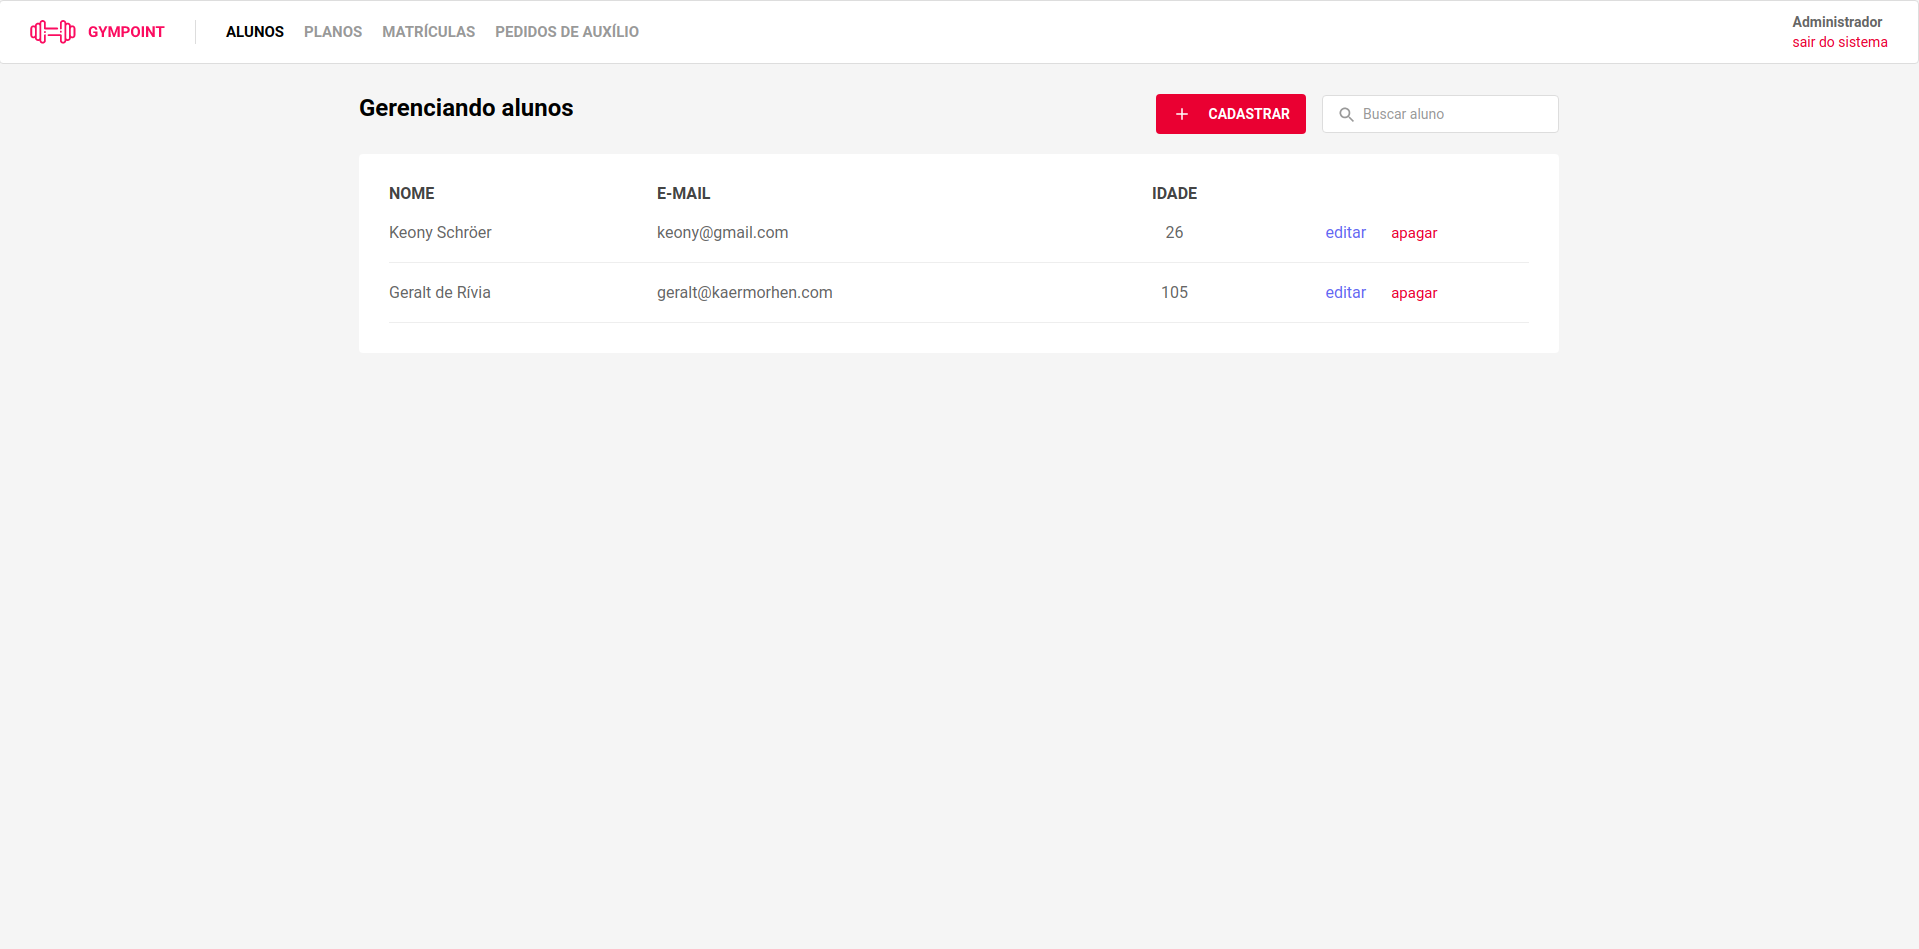 GYMPOINT ALUNOS PLANOS MATRÍCULAS PEDIDOS DE AUXÍLIO Administrador
sair do sistema
Gerenciando alunos CADASTRAR Buscar aluno
NOME E-MAIL IDADE
Keony Schröer keony@gmail.com 26 editar apagar
Geralt de Rívia geralt@kaermorhen.com 105 editar apagar